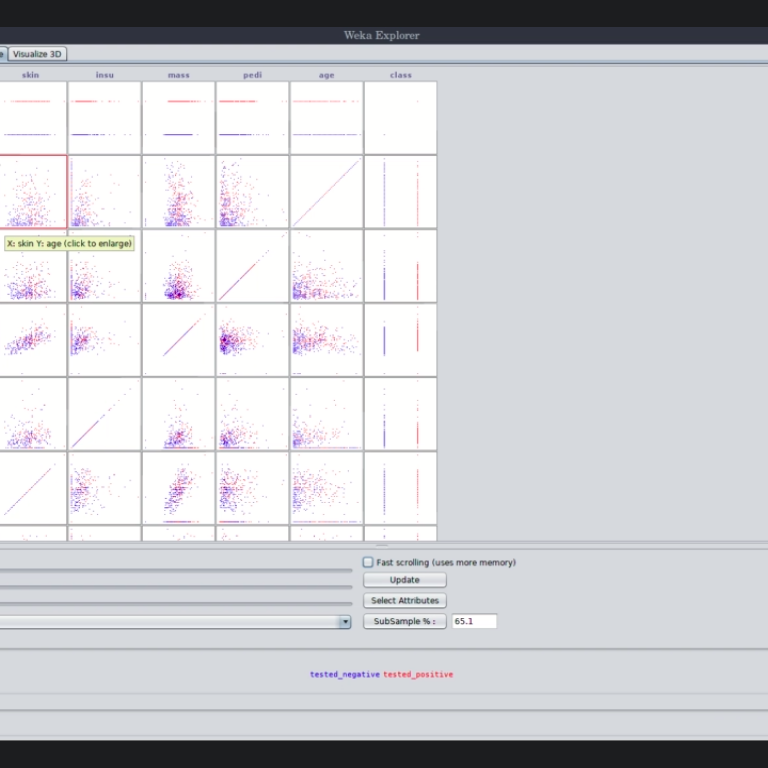 Weka Explorer
Visualize 3D
skin insu mass pedi age class
X: skin Y: age (click to enlarge)
Fast scrolling (uses more memory)
Update
Select Attributes
SubSample % : 65.1
tested_negative tested_positive